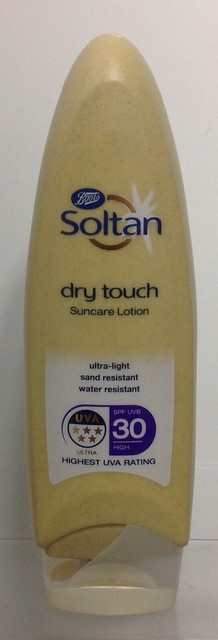 Boots
Soltan
dry touch
Suncare Lotion
ultra-light
sand resistant
water resistant
UVA
ULTRA
SPF UVB
30
HIGH
HIGHEST UVA RATING